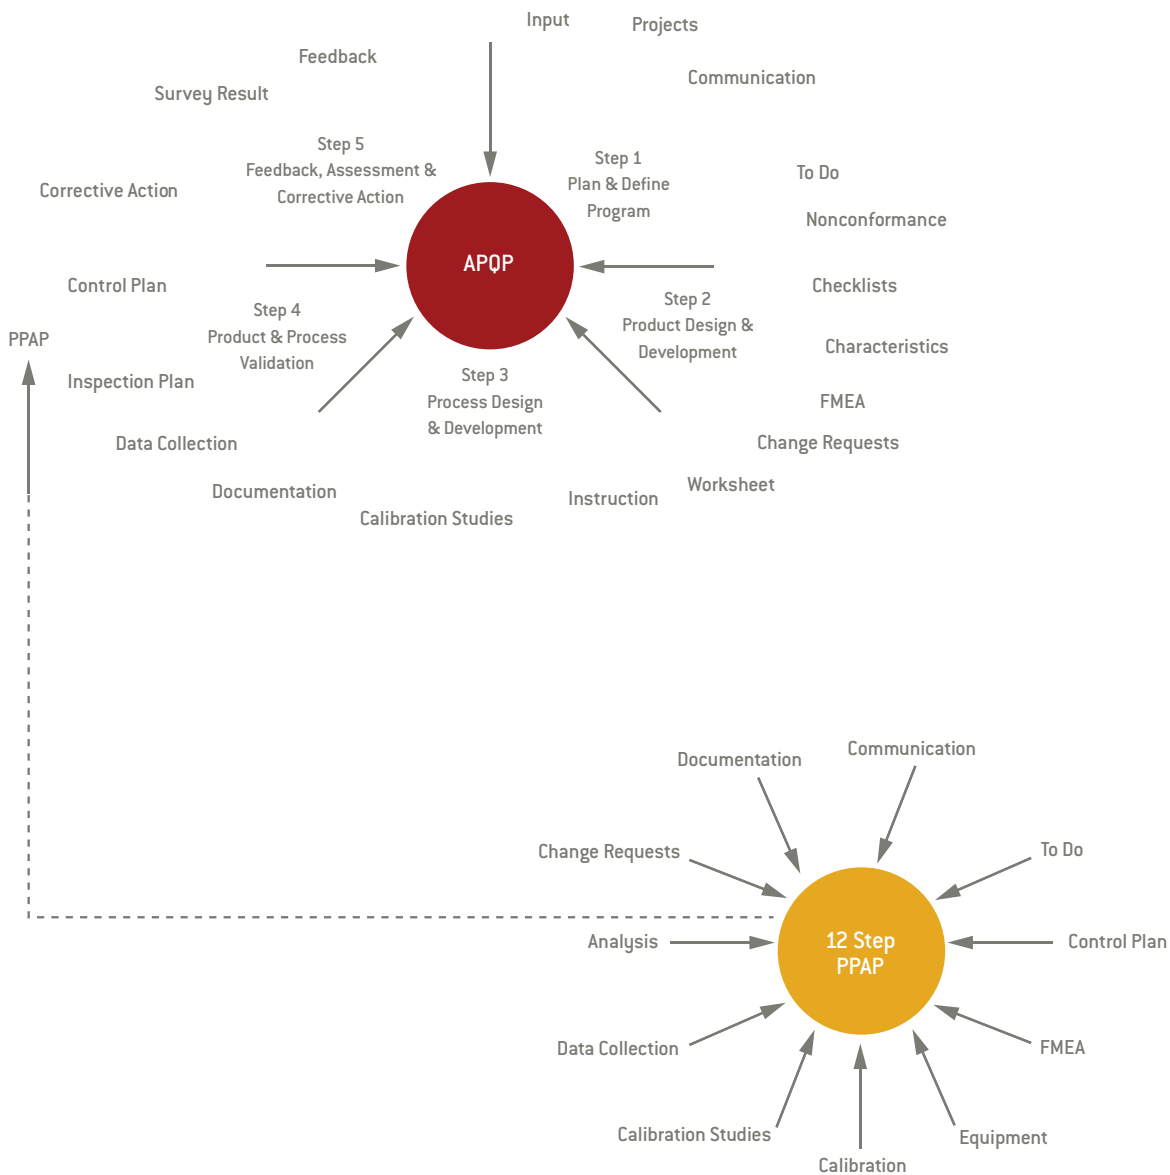 Input
Projects
Feedback
Communication
Survey Result
Step 5
Feedback, Assessment &
Corrective Action
Step 1
Plan & Define
Program
To Do
Corrective Action
Nonconformance
APQP
Control Plan
Checklists
Step 4
Product & Process
Validation
Step 2
Product Design &
Development
PPAP
Characteristics
Step 3
Process Design
& Development
Inspection Plan
FMEA
Data Collection
Change Requests
Documentation
Worksheet
Instruction
Calibration Studies
Communication
Documentation
Change Requests
To Do
Analysis
12 Step
PPAP
Control Plan
Data Collection
FMEA
Calibration Studies
Equipment
Calibration